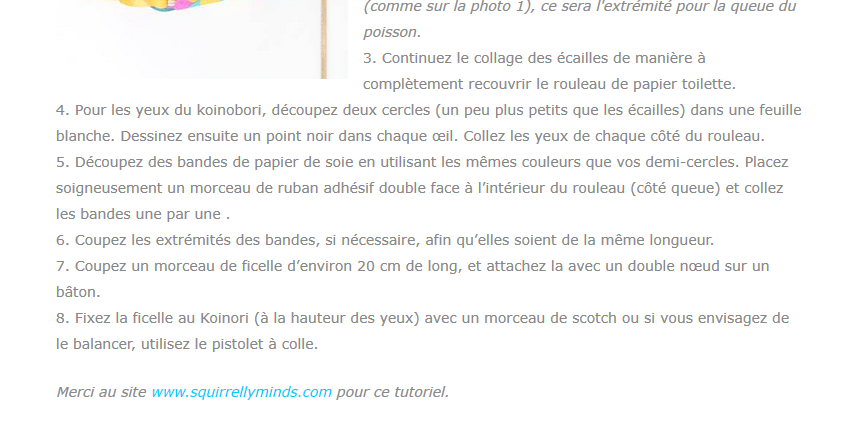 (comme sur la photo 1), ce sera l'extrémité pour la queue du
poisson.
3. Continuez le collage des écailles de manière à
complètement recouvrir le rouleau de papier toilette.
4. Pour les yeux du koinobori, découpez deux cercles (un peu plus petits que les écailles) dans une feuille
blanche. Dessinez ensuite un point noir dans chaque œil. Collez les yeux de chaque côté du rouleau.
5. Découpez des bandes de papier de soie en utilisant les mêmes couleurs que vos demi-cercles. Placez
soigneusement un morceau de ruban adhésif double face à l’intérieur du rouleau (côté queue) et collez
les bandes une par une .
6. Coupez les extrémités des bandes, si nécessaire, afin qu’elles soient de la même longueur.
7. Coupez un morceau de ficelle d’environ 20 cm de long, et attachez la avec un double nœud sur un
bâton.
8. Fixez la ficelle au Koinori (à la hauteur des yeux) avec un morceau de scotch ou si vous envisagez de
le balancer, utilisez le pistolet à colle.
Merci au site www.squirrellyminds.com pour ce tutoriel.